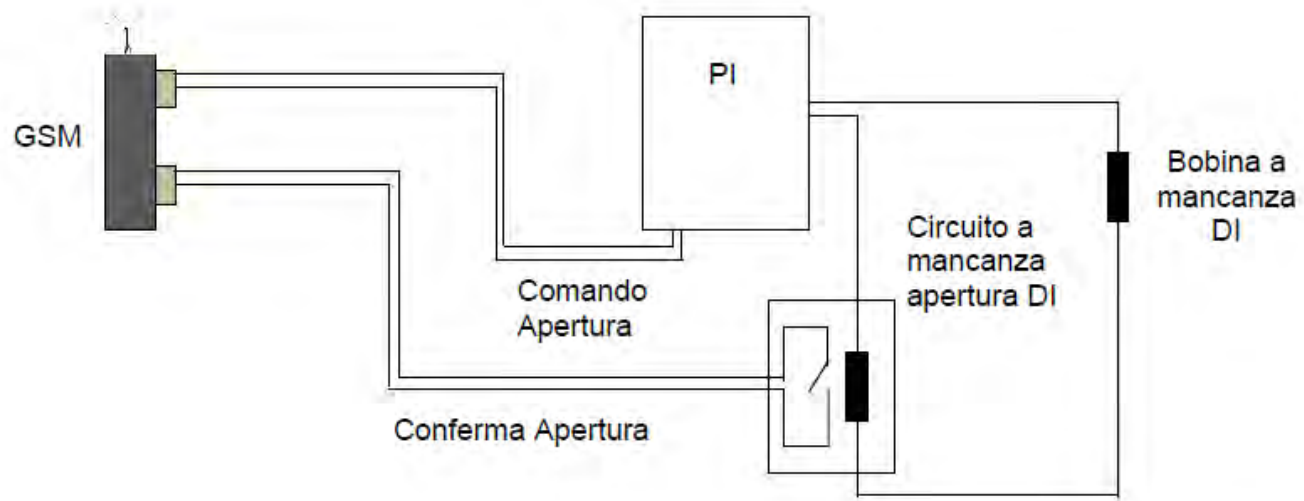 GSM
PI
Bobina a
mancanza
DI
Circuito a
mancanza
apertura DI
Comando
Apertura
Conferma Apertura